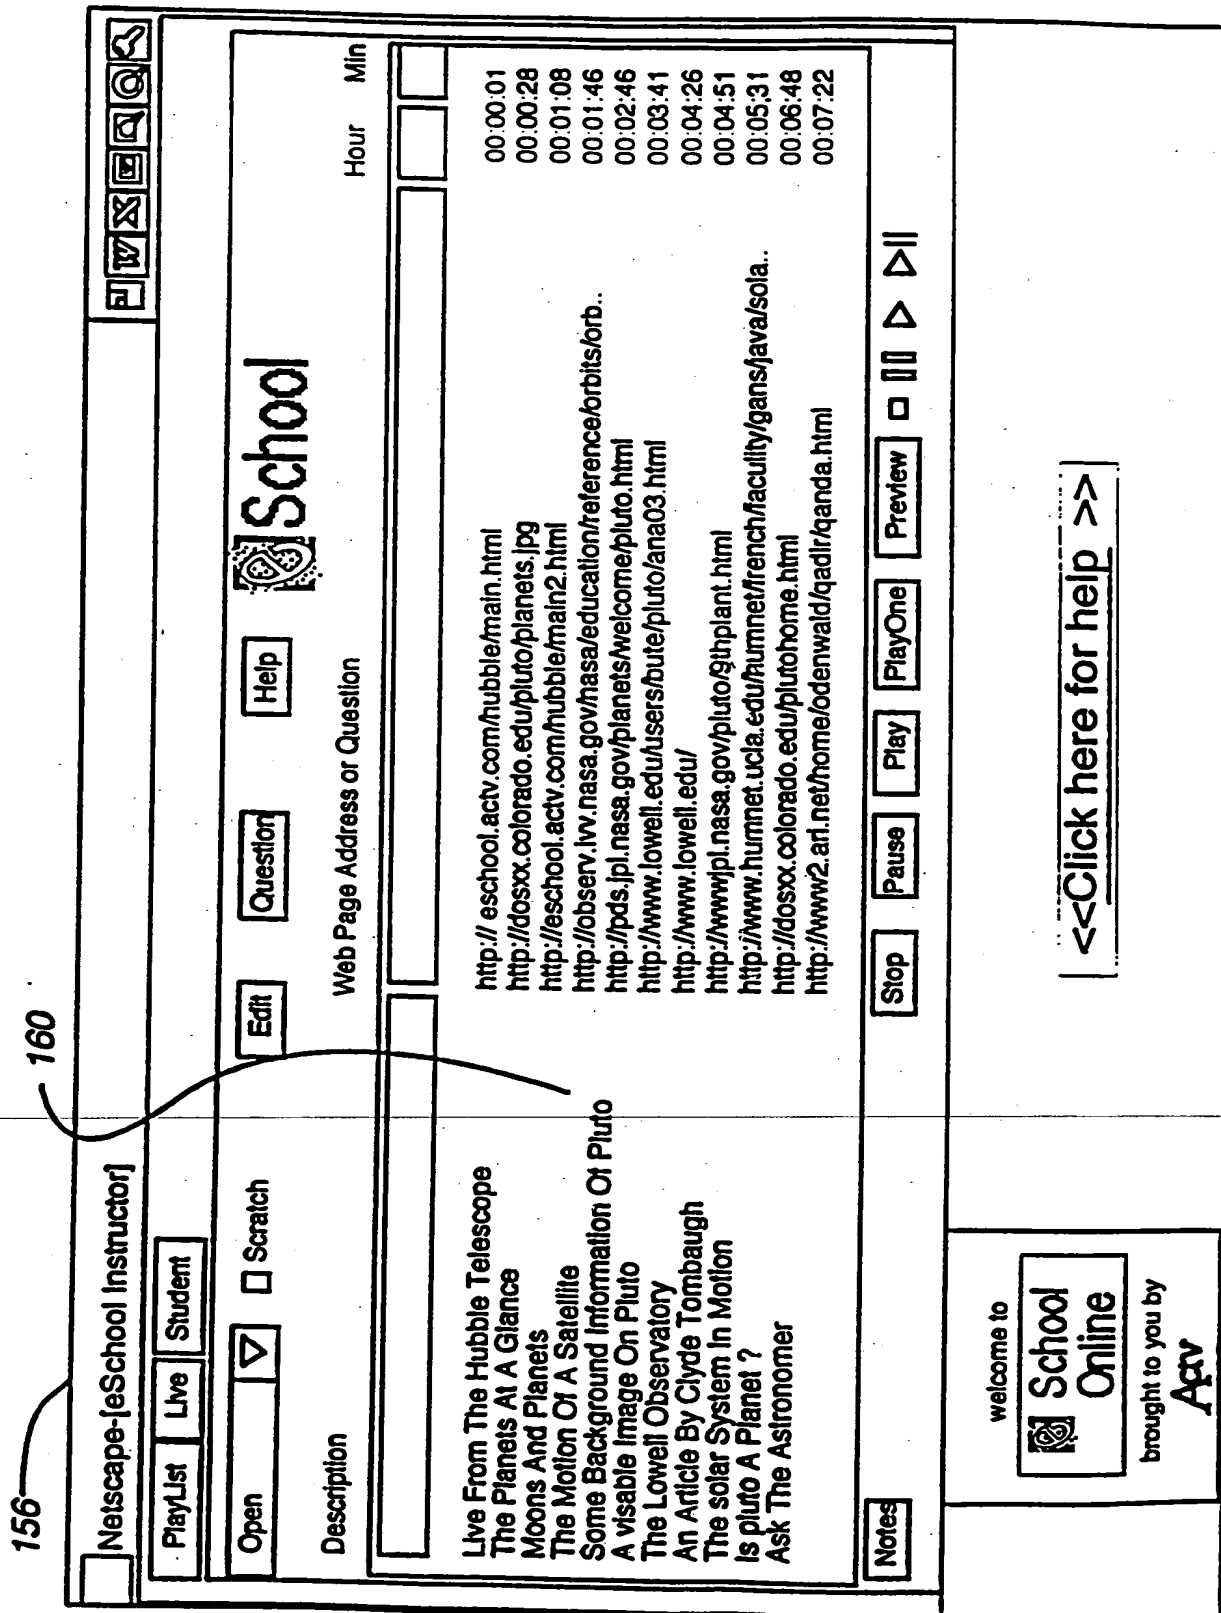 156
160
Netscape-[eSchool Instructor]
PlayList Live Student
Open Scratch Edit Question Help School
Description Web Page Address or Question Hour Min
Live From The Hubble Telescope http:// eschool.actv.com/hubble/main.html 00:00:01
The Planets At A Glance http://dosxx.colorado.edu/pluto/planets.jpg 00:00:28
Moons And Planets http://eschool.actv.com/hubble/main2.html 00:01:08
The Motion Of A Satellite http://observ.ivv.nasa.gov/nasa/education/reference/orbits/orb.. 00:01:46
Some Background Information Of Pluto http://pds.jpl.nasa.gov/planets/welcome/pluto.html 00:02:46
A visable Image On Pluto http://www.lowell.edu/users/bute/pluto/ana03.html 00:03:41
The Lowell Observatory http://www.lowell.edu/ 00:04:26
An Article By Clyde Tombaugh http://wwwjpl.nasa.gov/pluto/9thplant.html 00:04:51
The solar System In Motion http://www.humnet.ucla.edu/humnet/french/facullty/gans/java/sola.. 00:05:31
Is pluto A Planet ? http://dosxx.colorado.edu/plutohome.html 00:06:48
Ask The Astronomer http://www2.ari.net/home/odenwald/qadir/qanda.html 00:07:22
Notes Stop Pause Play PlayOne Preview
welcome to
School
Online
brought to you by
Actv
<<Click here for help >>